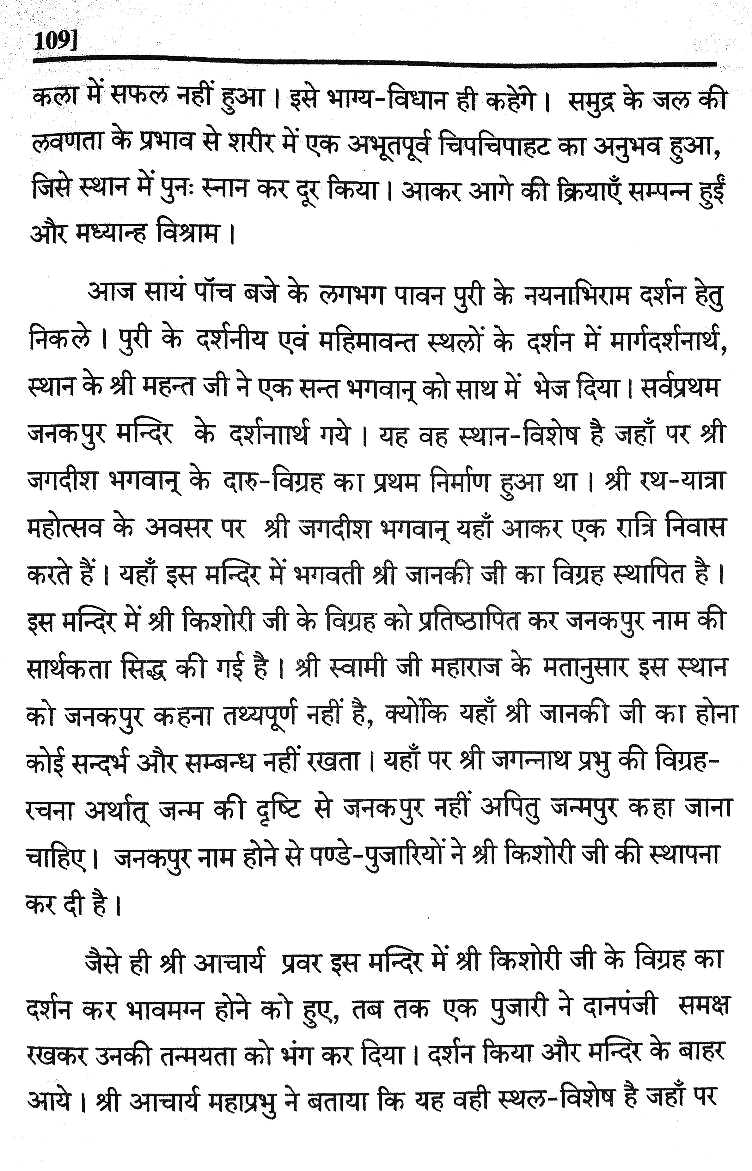 109]
कला में सफल नहीं हुआ। इसे भाग्य-विधान ही कहेंगे। समुद्र के जल की
लवणता के प्रभाव से शरीर में एक अभूतपूर्व चिपचिपाहट का अनुभव हुआ,
जिसे स्थान में पुनः स्नान कर दूर किया। आकर आगे की क्रियाएँ सम्पन्न हुईं
और मध्यान्ह विश्राम।
आज सायं पॉच बजे के लगभग पावन पुरी के नयनाभिराम दर्शन हेतु
निकले। पुरी के दर्शनीय एवं महिमावन्त स्थलों के दर्शन में मार्गदर्शनार्थ,
स्थान के श्री महन्त जी ने एक सन्त भगवान् को साथ में भेज दिया। सर्वप्रथम
जनकपुर मन्दिर के दर्शनाार्थ गये। यह वह स्थान-विशेष है जहाँ पर श्री
जगदीश भगवान् के दारु-विग्रह का प्रथम निर्माण हुआ था। श्री रथ-यात्रा
महोत्सव के अवसर पर श्री जगदीश भगवान् यहाँ आकर एक रात्रि निवास
करते हैं। यहाँ इस मन्दिर में भगवती श्री जानकी जी का विग्रह स्थापित है।
इस मन्दिर में श्री किशोरी जी के विग्रह को प्रतिष्ठापित कर जनकपुर नाम की
सार्थकता सिद्ध की गई है। श्री स्वामी जी महाराज के मतानुसार इस स्थान
को जनकपुर कहना तथ्यपूर्ण नहीं है, क्योंकि यहाँ श्री जानकी जी का होना
कोई सन्दर्भ और सम्बन्ध नहीं रखता। यहाँ पर श्री जगन्नाथ प्रभु की विग्रह-
रचना अर्थात् जन्म की दृष्टि से जनकपुर नहीं अपितु जन्मपुर कहा जाना
चाहिए। जनकपुर नाम होने से पण्डे-पुजारियों ने श्री किशोरी जी की स्थापना
कर दी है।
जैसे ही श्री आचार्य प्रवर इस मन्दिर में श्री किशोरी जी के विग्रह का
दर्शन कर भावमग्न होने को हुए, तब तक एक पुजारी ने दानपंजी समक्ष
रखकर उनकी तन्मयता को भंग कर दिया। दर्शन किया और मन्दिर के बाहर
आये। श्री आचार्य महाप्रभु ने बताया कि यह वही स्थल-विशेष है जहाँ पर